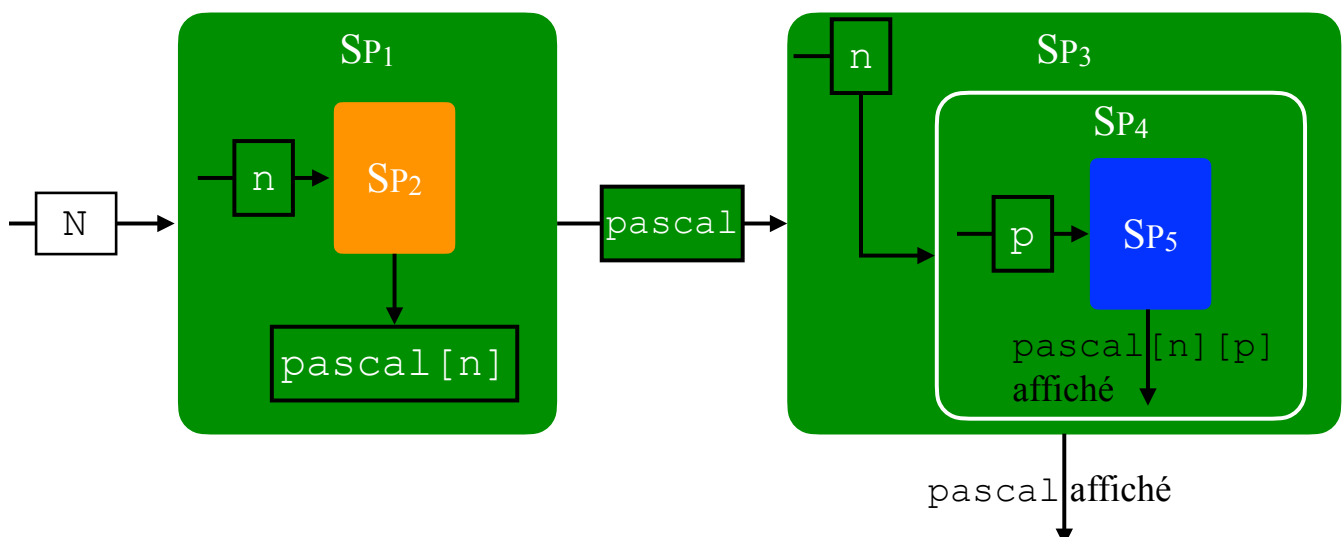 SP1
N
n
SP2
pascal[n]
pascal
n
SP3
SP4
p
SP5
pascal[n][p]
affiché
pascal affiché